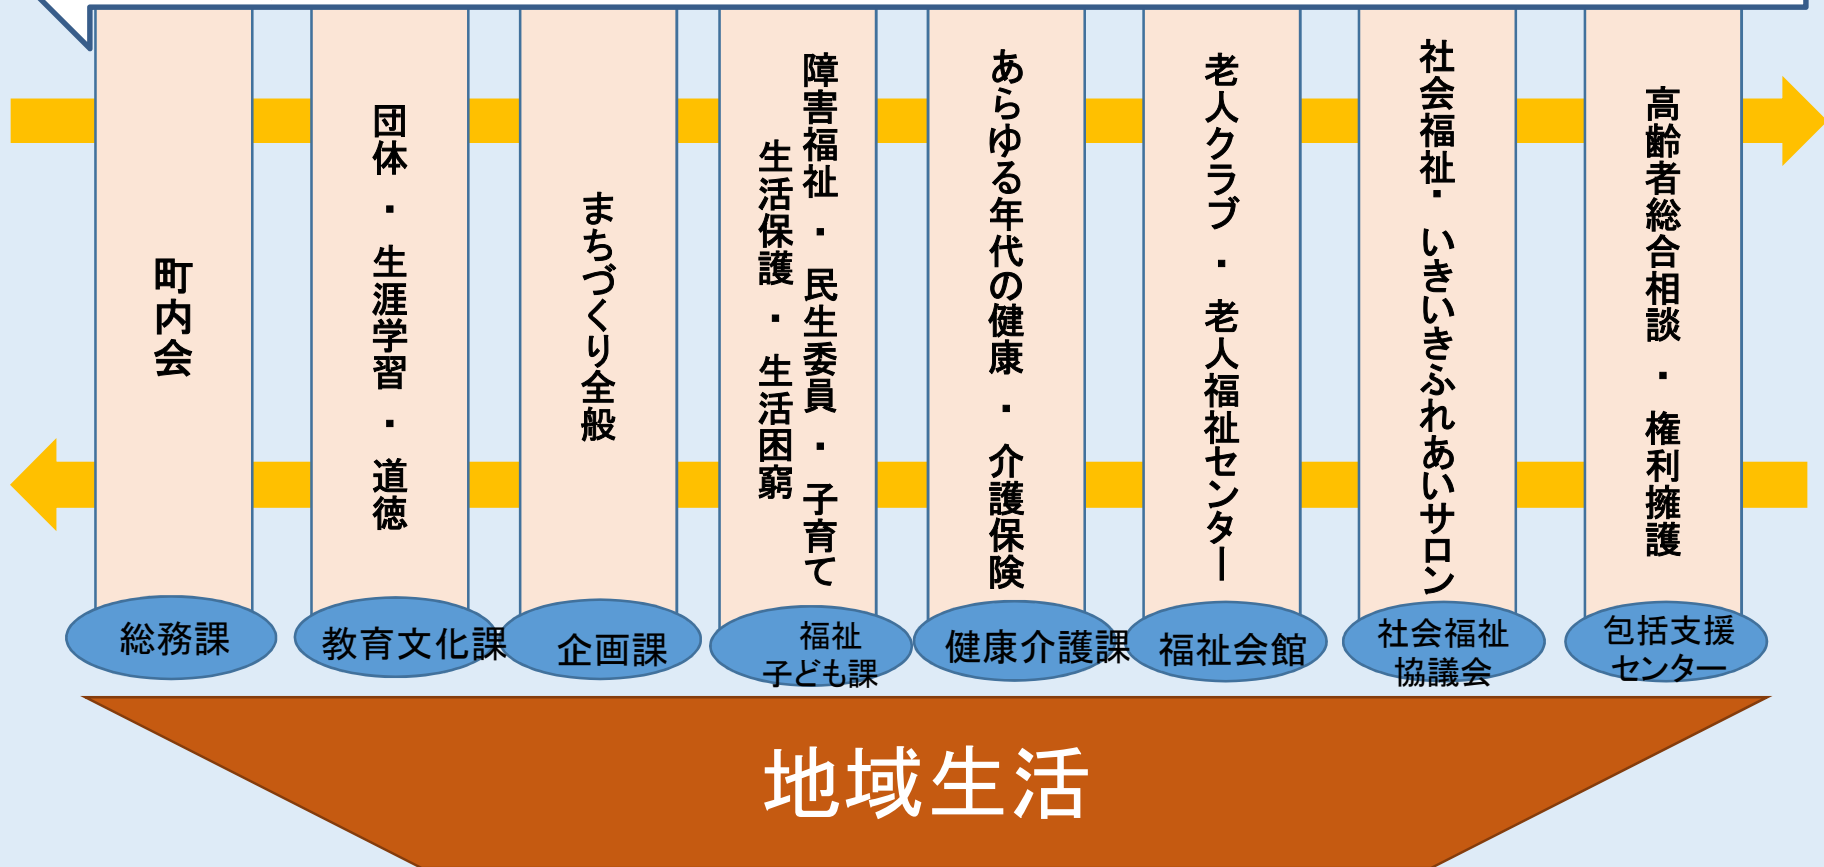 町内会
団体・生涯学習・道徳
まちづくり全般
障害福祉・民生委員・子育て
生活保護・生活困窮
あらゆる年代の健康・介護保険
老人クラブ・老人福祉センター
社会福祉・いきいきふれあいサロン
高齢者総合相談・権利擁護
総務課
教育文化課
企画課
福祉
子ども課
健康介護課
福祉会館
社会福祉
協議会
包括支援
センター
地域生活